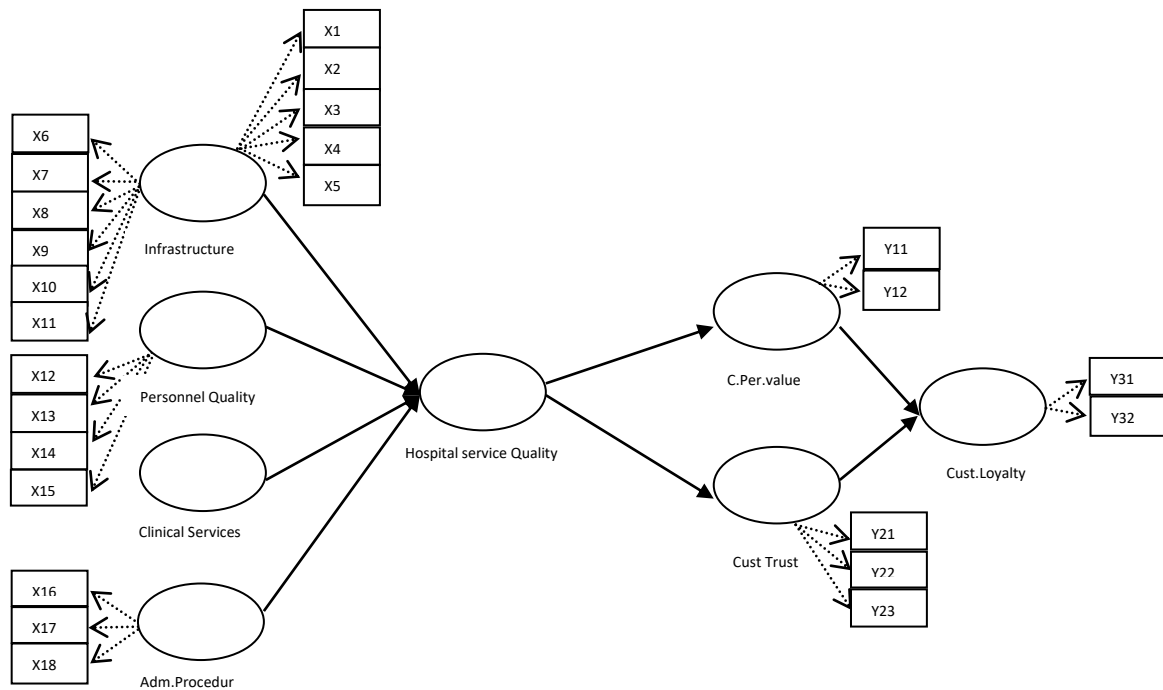 X1
X2
X3
X4
X5
X6
X7
X8
X9
X10
X11
Infrastructure
X12
X13
X14
X15
Personnel Quality
Clinical Services
X16
X17
X18
Adm.Procedur
Hospital service Quality
Y11
Y12
C.Per.value
Cust Trust
Y21
Y22
Y23
Y31
Y32
Cust.Loyalty